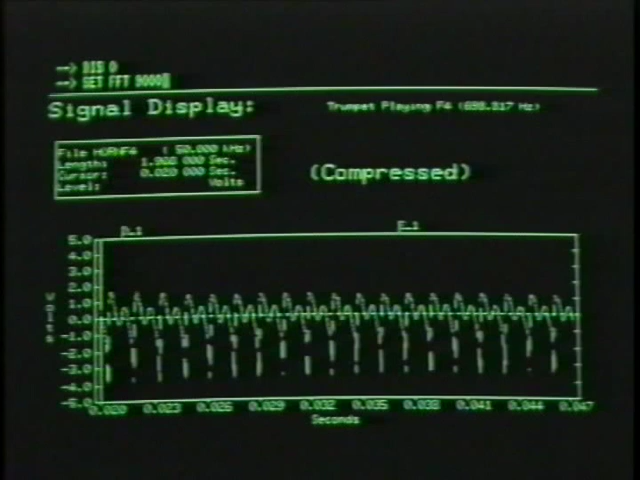 --> DIS 0
--> SET FFT 9000
Signal Display:
Trumpet Playing F4 (698.817 Hz)
File HORNF4 ( 50.000 kHz)
Length: 1.900 000 Sec.
Cursor: 0.020 000 Sec.
Level: Volts
(Compressed)
5.0
4.0
3.0
2.0
1.0
0.0
-1.0
-2.0
-3.0
-4.0
-5.0
Volts
0.020 0.023 0.026 0.029 0.032 0.035 0.038 0.041 0.044 0.047
Seconds